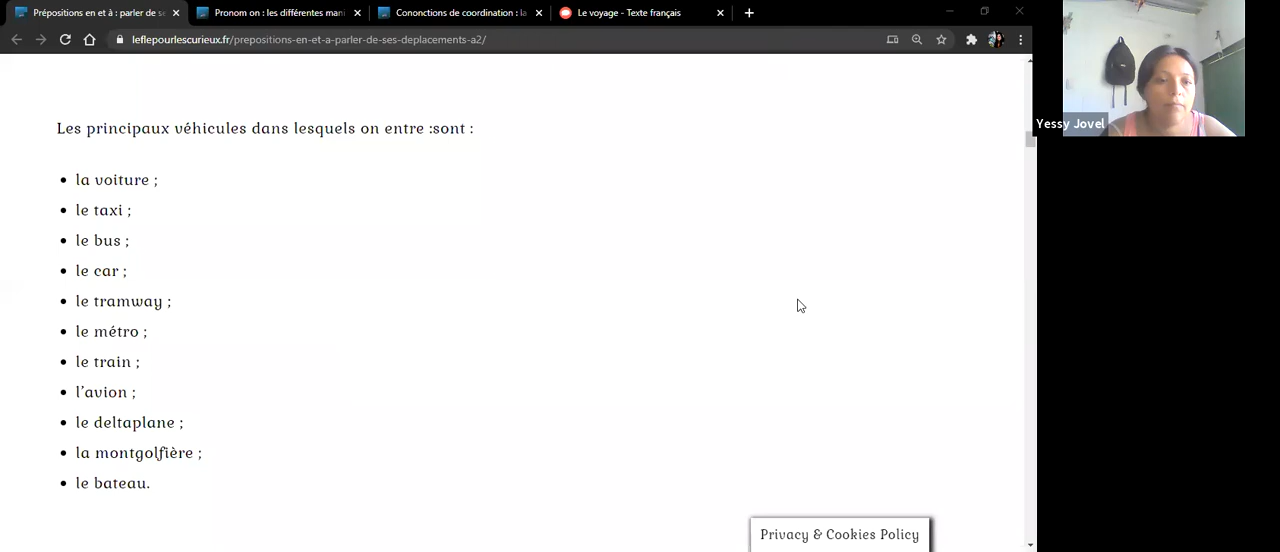 Prépositions en et à : parler de se
Pronom on : les différentes mani
Cononctions de coordination : la
Le voyage - Texte français
leflepourlescurieux.fr/prepositions-en-et-a-parler-de-ses-deplacements-a2/
Yessy Jovel
Les principaux véhicules dans lesquels on entre :sont :
la voiture ;
le taxi ;
le bus ;
le car ;
le tramway ;
le métro ;
le train ;
l'avion ;
le deltaplane ;
la montgolfière ;
le bateau.
Privacy & Cookies Policy